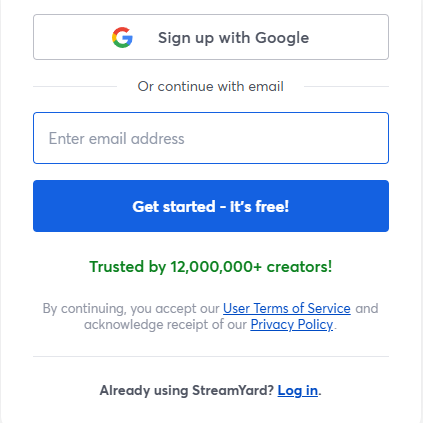 Sign up with Google
Or continue with email
Enter email address
Get started - it's free!
Trusted by 12,000,000+ creators!
By continuing, you accept our User Terms of Service and
acknowledge receipt of our Privacy Policy.
Already using StreamYard? Log in.